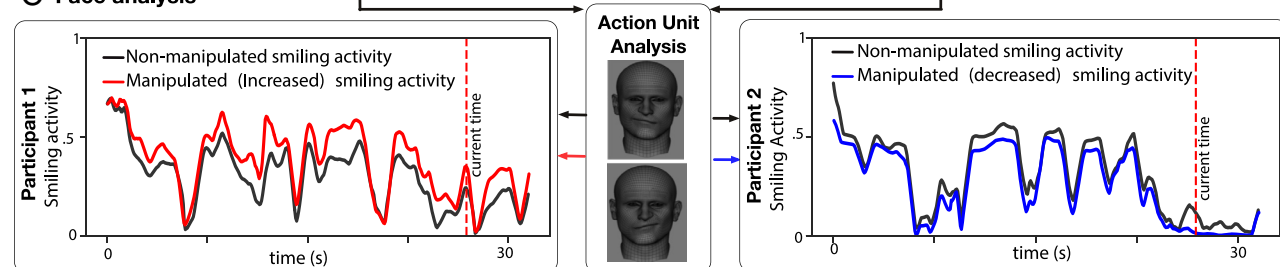 Face analysis
Action Unit
Analysis
Participant 1
Smiling activity
1
.5
0
Non-manipulated smiling activity
Manipulated (Increased) smiling activity
current time
0
30
time (s)
Participant 2
Smiling Activity
1
.5
0
Non-manipulated smiling activity
Manipulated (decreased) smiling activity
current time
0
30
time (s)